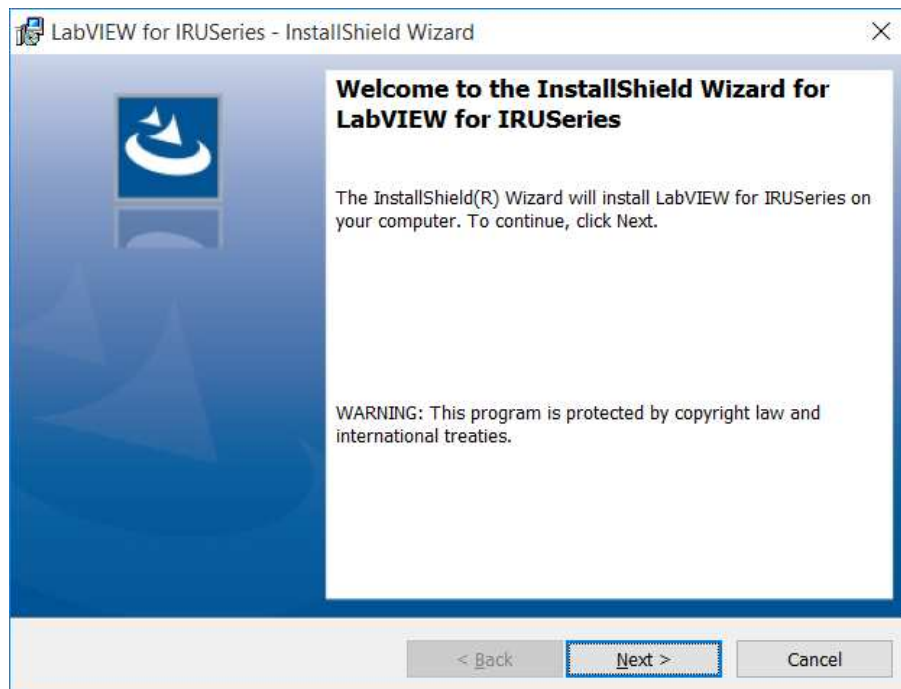 LabVIEW for IRUSeries - InstallShield Wizard
Welcome to the InstallShield Wizard for
LabVIEW for IRUSeries
The InstallShield(R) Wizard will install LabVIEW for IRUSeries on
your computer. To continue, click Next.
WARNING: This program is protected by copyright law and
international treaties.
< Back
Next >
Cancel